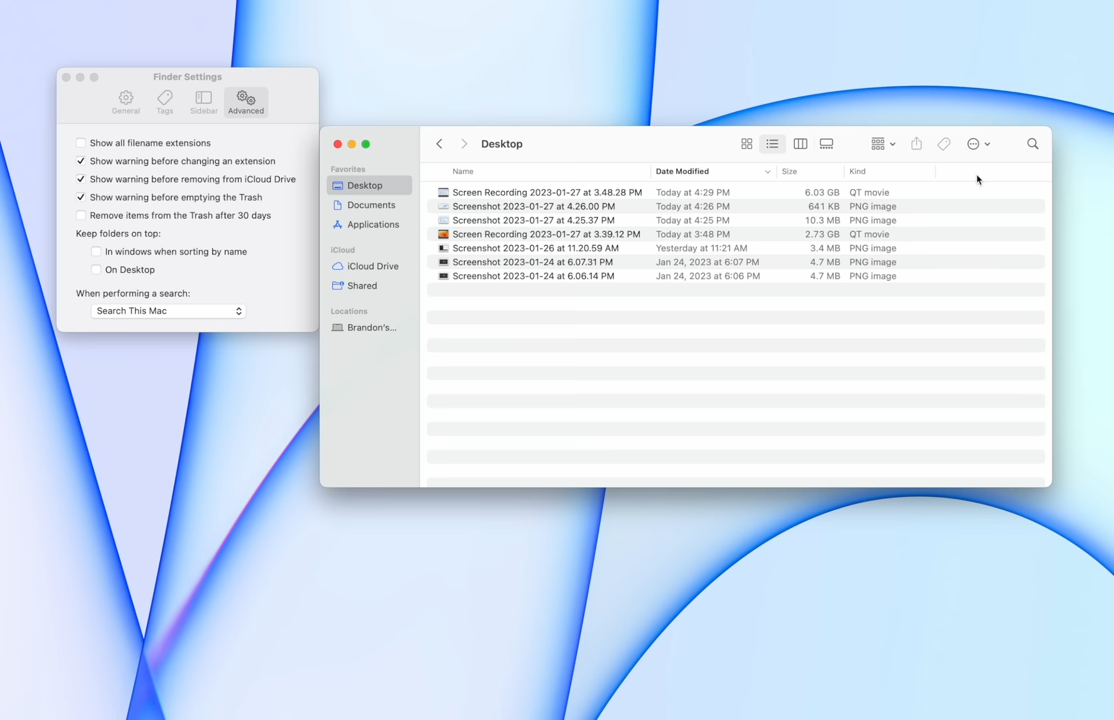 Finder Settings
General Tags Sidebar Advanced
Show all filename extensions
Show warning before changing an extension
Show warning before removing from iCloud Drive
Show warning before emptying the Trash
Remove items from the Trash after 30 days
Keep folders on top:
In windows when sorting by name
On Desktop
When performing a search:
Search This Mac
Favorites
Desktop
Documents
Applications
iCloud
iCloud Drive
Shared
Locations
Brandon's...
Desktop
Name Date Modified Size Kind
Screen Recording 2023-01-27 at 3.48.28 PM Today at 4:29 PM 6.03 GB QT movie
Screenshot 2023-01-27 at 4.26.00 PM Today at 4:26 PM 641 KB PNG image
Screenshot 2023-01-27 at 4.25.37 PM Today at 4:25 PM 10.3 MB PNG image
Screen Recording 2023-01-27 at 3.39.12 PM Today at 3:48 PM 2.73 GB QT movie
Screenshot 2023-01-26 at 11.20.59 AM Yesterday at 11:21 AM 3.4 MB PNG image
Screenshot 2023-01-24 at 6.07.31 PM Jan 24, 2023 at 6:07 PM 4.7 MB PNG image
Screenshot 2023-01-24 at 6.06.14 PM Jan 24, 2023 at 6:06 PM 4.7 MB PNG image